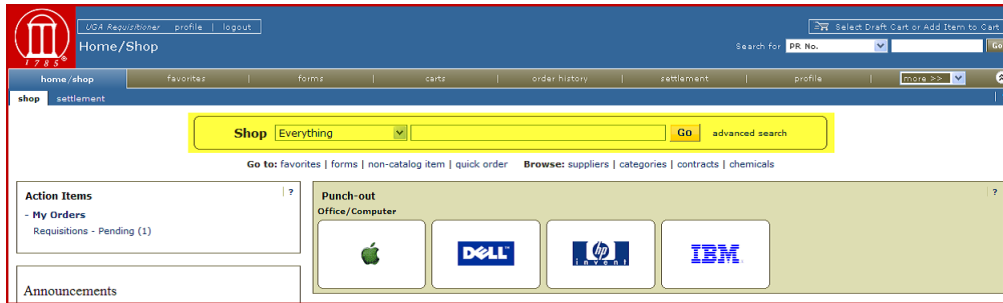 UGA Requisitioner profile | logout
Select Draft Cart or Add Item to Cart
Home/Shop
Search for PR No. Go
1785
home/shop favorites | forms | carts | order history | settlement | profile | more >>
shop settlement
Shop Everything Go advanced search
Go to: favorites | forms | non-catalog item | quick order Browse: suppliers | categories | contracts | chemicals
Action Items ?
- My Orders
Requisitions - Pending (1)
Announcements
Punch-out ?
Office/Computer
DELL™
hp
invent
IBM